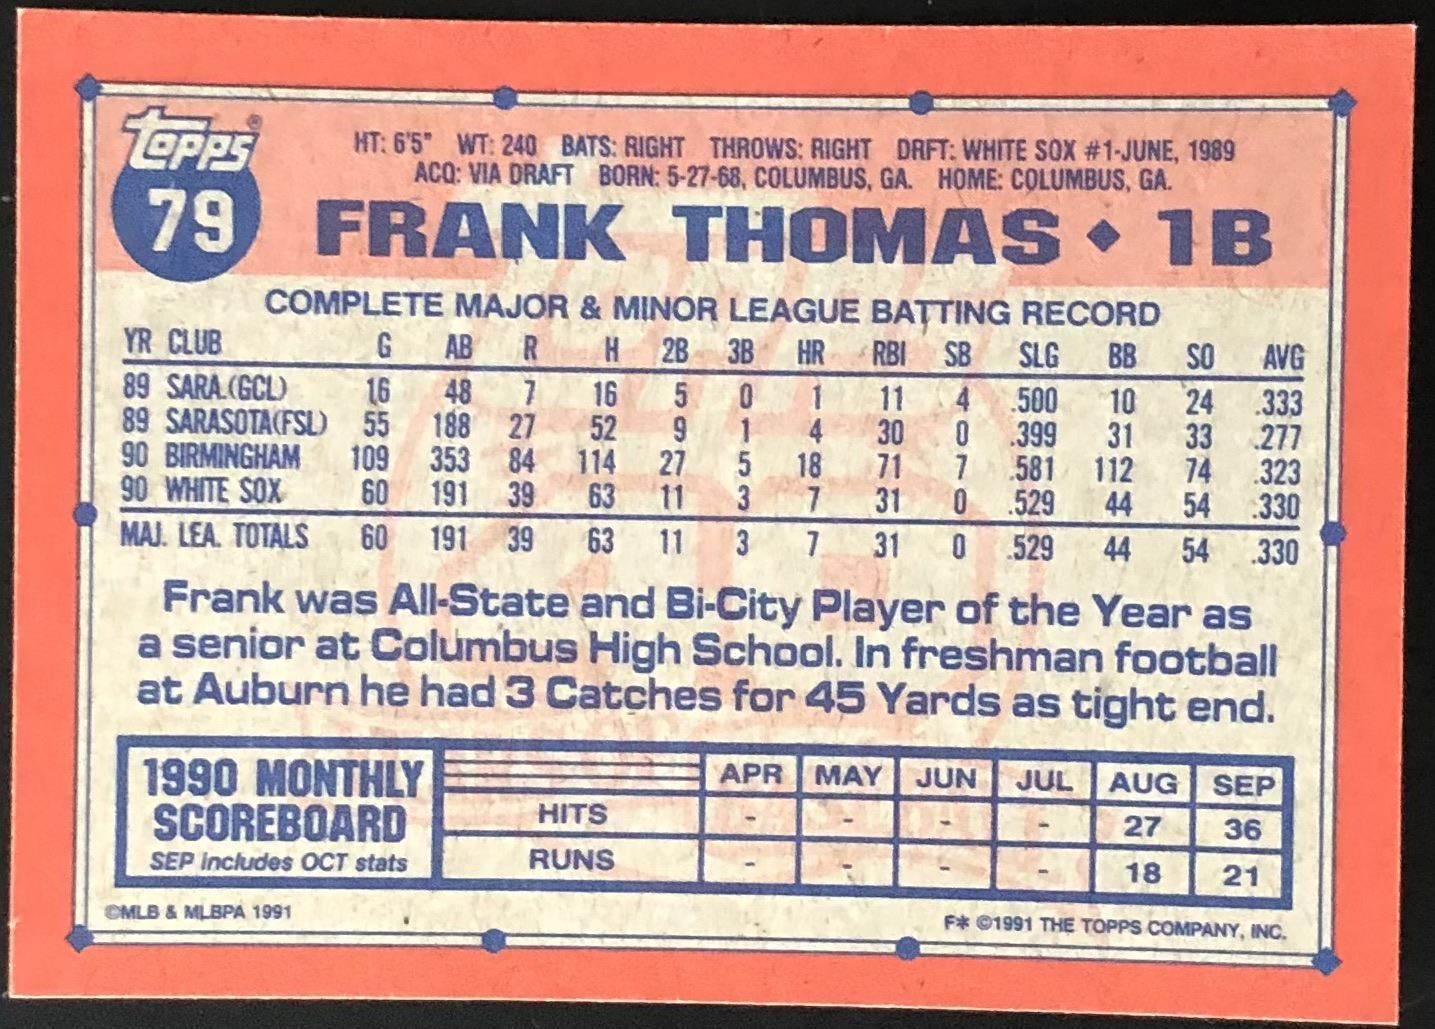 topps®
79
HT: 6'5" WT: 240 BATS: RIGHT THROWS: RIGHT DRFT: WHITE SOX #1-JUNE, 1989
ACQ: VIA DRAFT BORN: 5-27-68, COLUMBUS, GA. HOME: COLUMBUS, GA.
FRANK THOMAS ♦ 1B
COMPLETE MAJOR & MINOR LEAGUE BATTING RECORD
YR CLUB G AB R H 2B 3B HR RBI SB SLG BB SO AVG
89 SARA.(GCL) 16 48 7 16 5 0 1 11 4 .500 10 24 .333
89 SARASOTA(FSL) 55 188 27 52 9 1 4 30 0 .399 31 33 .277
90 BIRMINGHAM 109 353 84 114 27 5 18 71 7 .581 112 74 .323
90 WHITE SOX 60 191 39 63 11 3 7 31 0 .529 44 54 .330
MAJ. LEA. TOTALS 60 191 39 63 11 3 7 31 0 .529 44 54 .330
Frank was All-State and Bi-City Player of the Year as
a senior at Columbus High School. In freshman football
at Auburn he had 3 Catches for 45 Yards as tight end.
1990 MONTHLY
SCOREBOARD
SEP includes OCT stats
APR MAY JUN JUL AUG SEP
HITS - - - - 27 36
RUNS - - - - 18 21
©MLB & MLBPA 1991
F* ©1991 THE TOPPS COMPANY, INC.